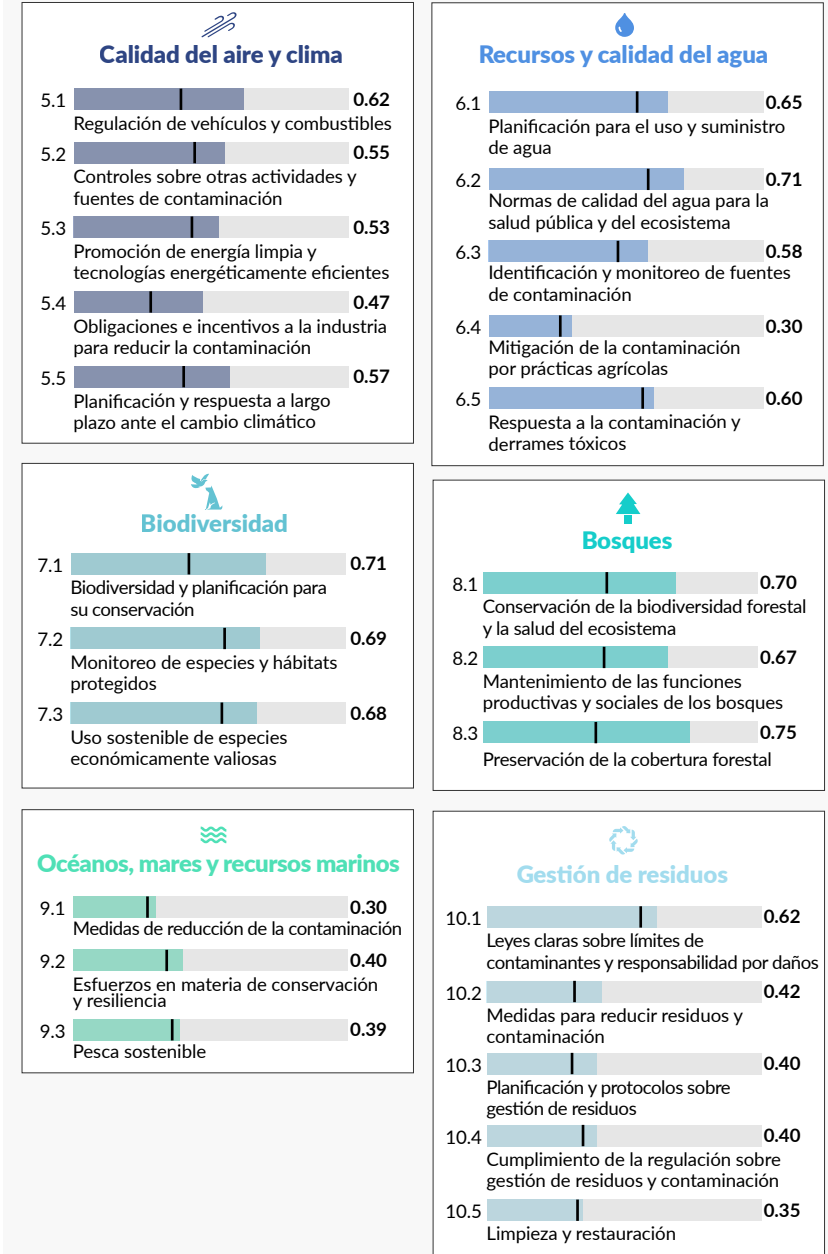 Calidad del aire y clima
5.1 0.62
Regulación de vehículos y combustibles
5.2 0.55
Controles sobre otras actividades y
fuentes de contaminación
5.3 0.53
Promoción de energía limpia y
tecnologías energéticamente eficientes
5.4 0.47
Obligaciones e incentivos a la industria
para reducir la contaminación
5.5 0.57
Planificación y respuesta a largo
plazo ante el cambio climático
Recursos y calidad del agua
6.1 0.65
Planificación para el uso y suministro
de agua
6.2 0.71
Normas de calidad del agua para la
salud pública y del ecosistema
6.3 0.58
Identificación y monitoreo de fuentes
de contaminación
6.4 0.30
Mitigación de la contaminación
por prácticas agrícolas
6.5 0.60
Respuesta a la contaminación y
derrames tóxicos
Biodiversidad
7.1 0.71
Biodiversidad y planificación para
su conservación
7.2 0.69
Monitoreo de especies y hábitats
protegidos
7.3 0.68
Uso sostenible de especies
económicamente valiosas
Bosques
8.1 0.70
Conservación de la biodiversidad forestal
y la salud del ecosistema
8.2 0.67
Mantenimiento de las funciones
productivas y sociales de los bosques
8.3 0.75
Preservación de la cobertura forestal
Océanos, mares y recursos marinos
9.1 0.30
Medidas de reducción de la contaminación
9.2 0.40
Esfuerzos en materia de conservación
y resiliencia
9.3 0.39
Pesca sostenible
Gestión de residuos
10.1 0.62
Leyes claras sobre límites de
contaminantes y responsabilidad por daños
10.2 0.42
Medidas para reducir residuos y
contaminación
10.3 0.40
Planificación y protocolos sobre
gestión de residuos
10.4 0.40
Cumplimiento de la regulación sobre
gestión de residuos y contaminación
10.5 0.35
Limpieza y restauración